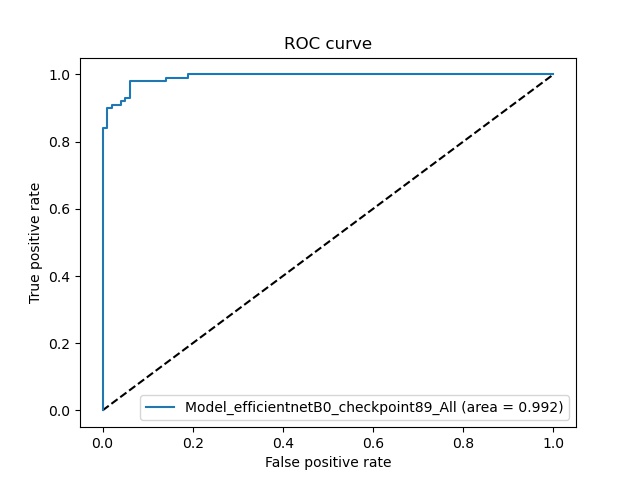 ROC curve
True positive rate
1.0
0.8
0.6
0.4
0.2
0.0
Model_efficientnetB0_checkpoint89_All (area = 0.992)
0.0 0.2 0.4 0.6 0.8 1.0
False positive rate